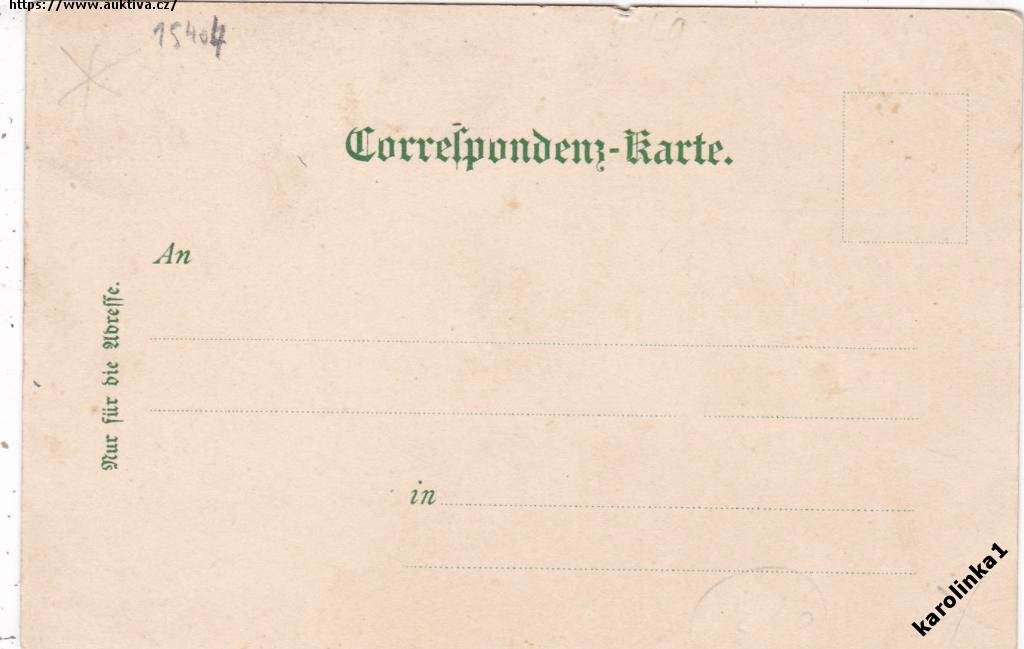 https://www.auktiva.cz/
15404
Correſpondenz-Karte.
An
Nur für die Adreſſe.
in
karolinka1